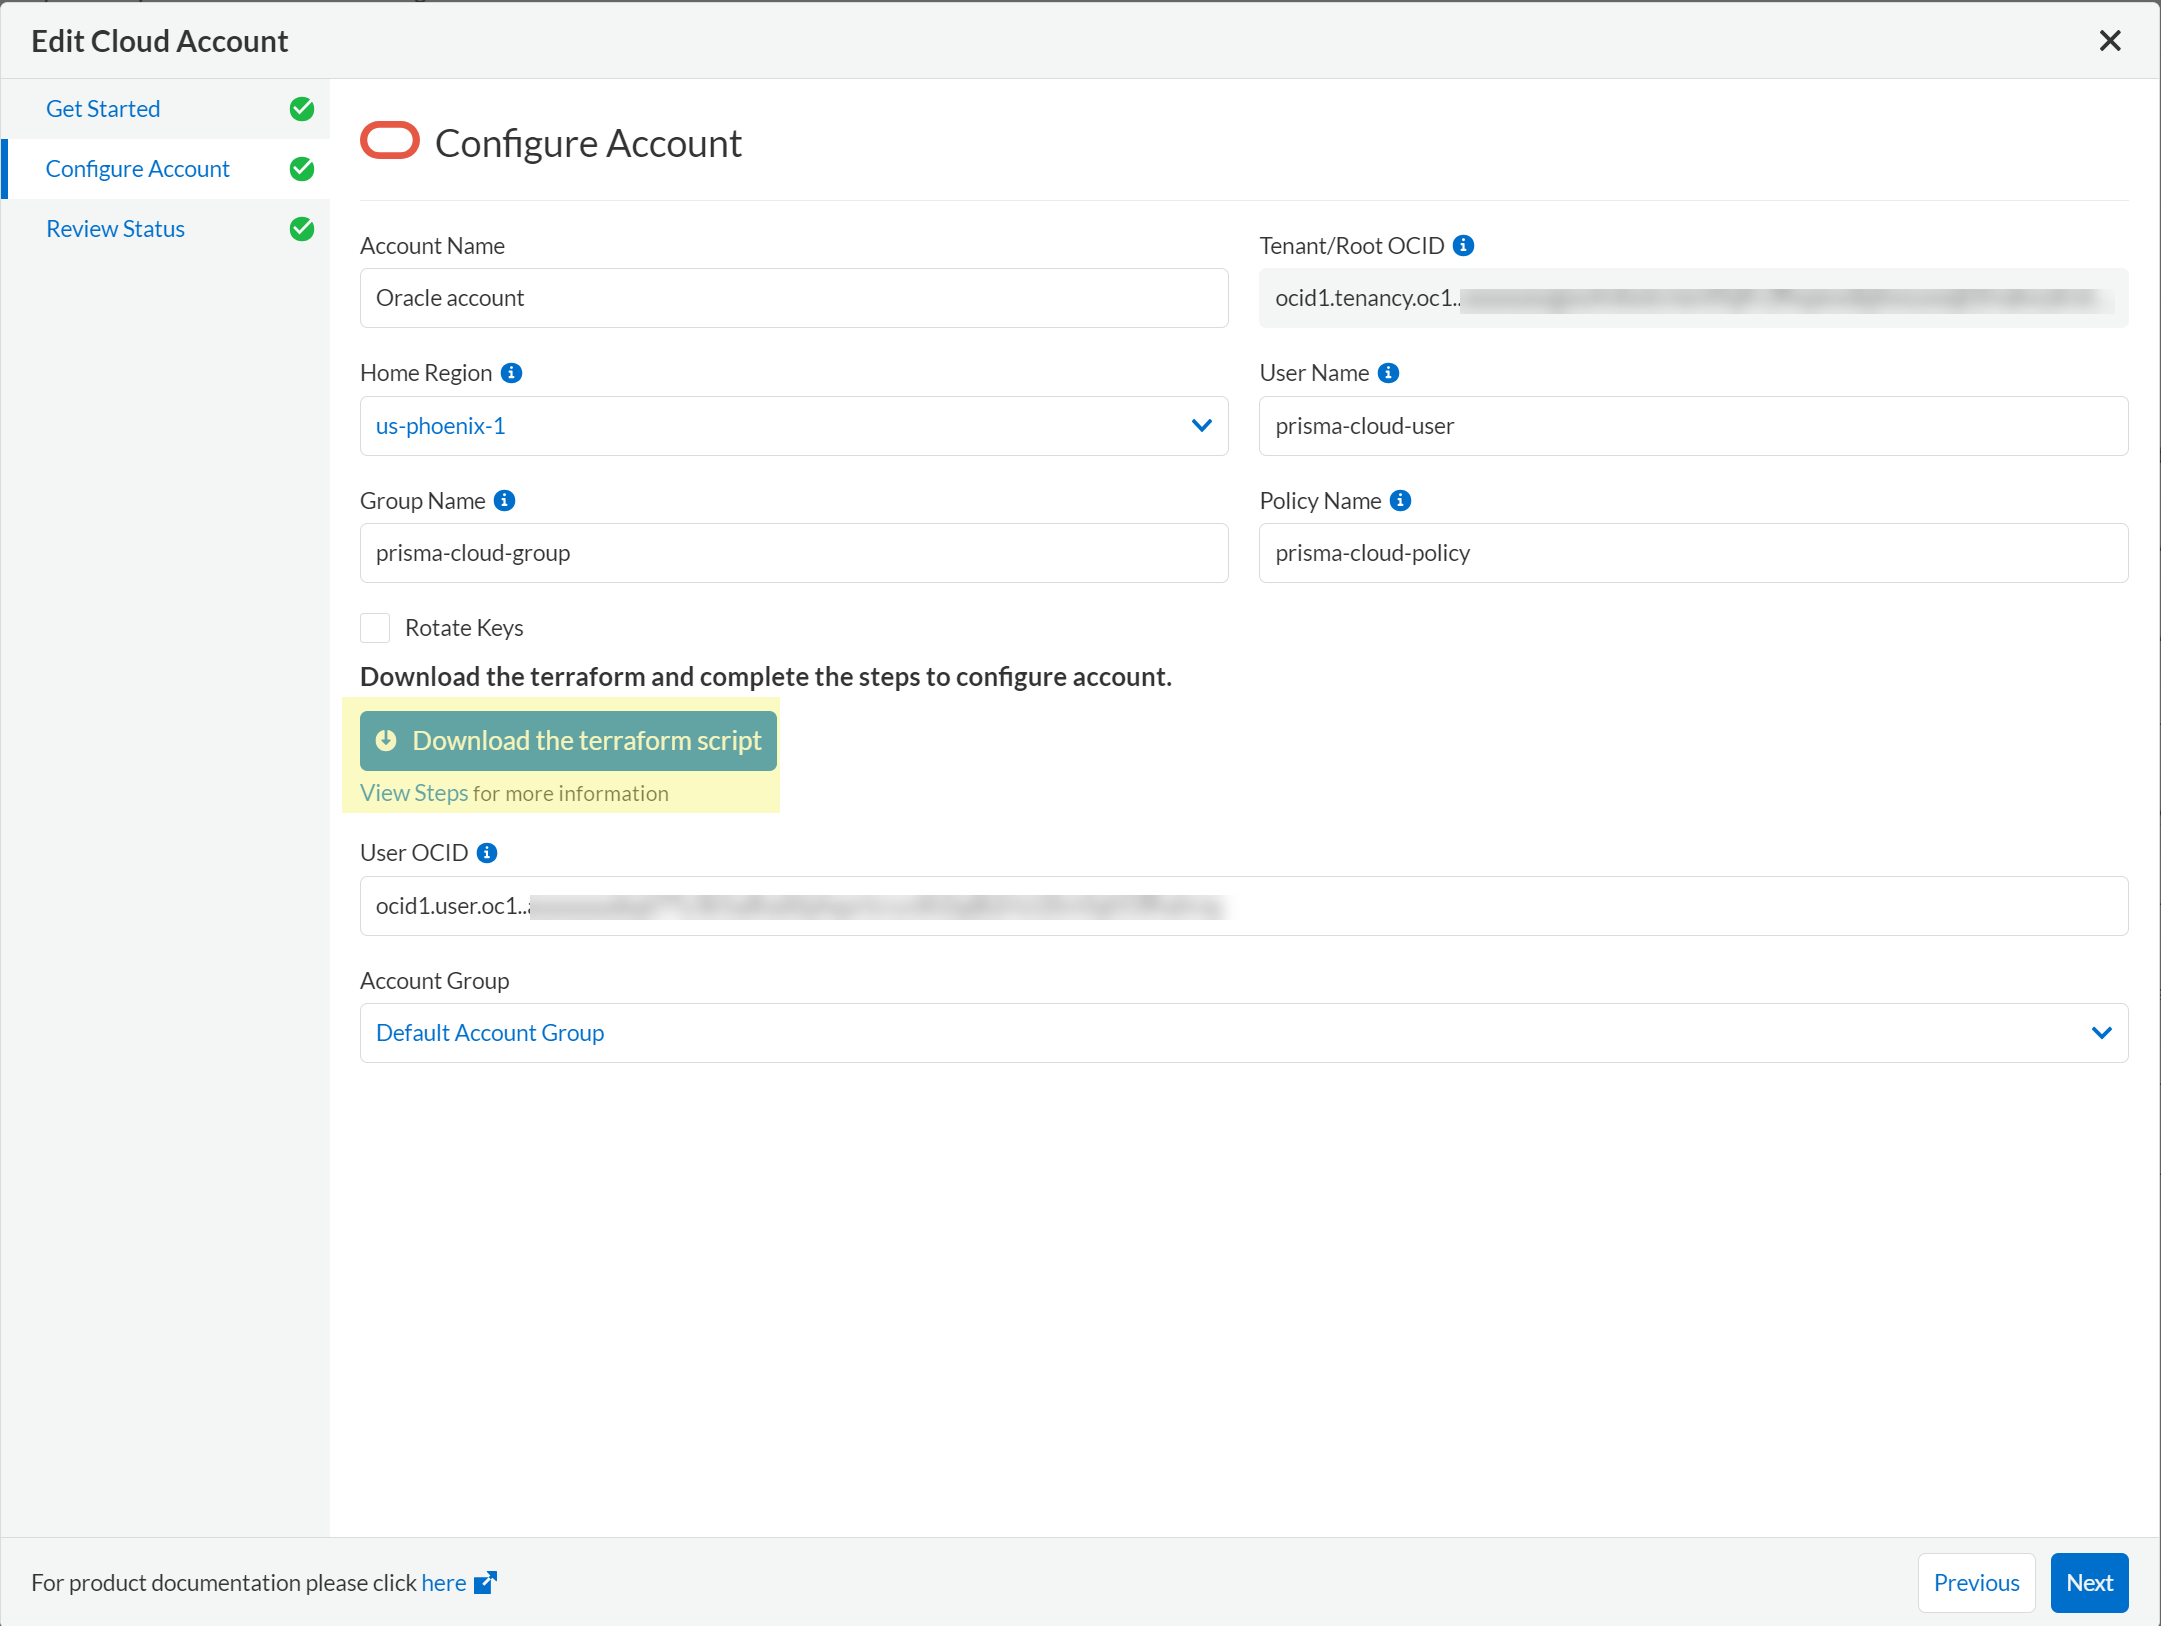 Edit Cloud Account
Get Started
Configure Account
Review Status
Configure Account
Account Name
Tenant/Root OCID
Oracle account
ocid1.tenancy.oc1..
Home Region
User Name
us-phoenix-1
prisma-cloud-user
Group Name
Policy Name
prisma-cloud-group
prisma-cloud-policy
Rotate Keys
Download the terraform and complete the steps to configure account.
Download the terraform script
View Steps for more information
User OCID
ocid1.user.oc1..
Account Group
Default Account Group
For product documentation please click here
Previous
Next